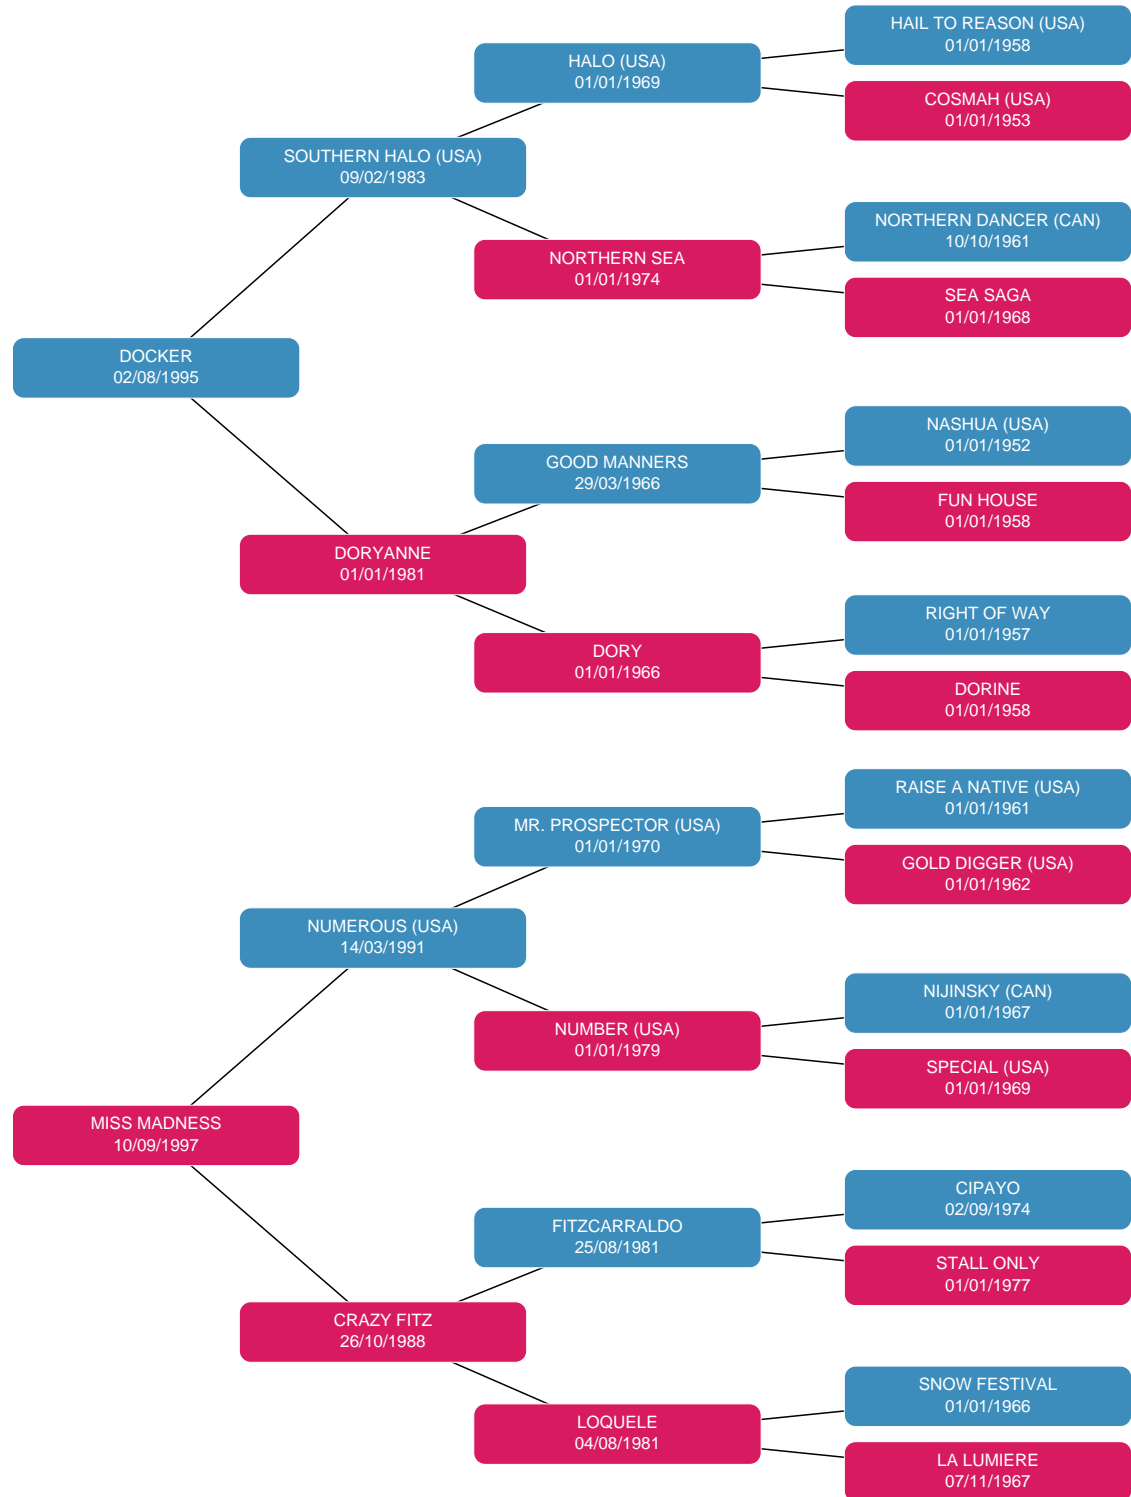 HAIL TO REASON (USA)
01/01/1958
HALO (USA)
01/01/1969
COSMAH (USA)
01/01/1953
SOUTHERN HALO (USA)
09/02/1983
NORTHERN DANCER (CAN)
10/10/1961
NORTHERN SEA
01/01/1974
SEA SAGA
01/01/1968
DOCKER
02/08/1995
NASHUA (USA)
01/01/1952
GOOD MANNERS
29/03/1966
FUN HOUSE
01/01/1958
DORYANNE
01/01/1981
RIGHT OF WAY
01/01/1957
DORY
01/01/1966
DORINE
01/01/1958
RAISE A NATIVE (USA)
01/01/1961
MR. PROSPECTOR (USA)
01/01/1970
GOLD DIGGER (USA)
01/01/1962
NUMEROUS (USA)
14/03/1991
NIJINSKY (CAN)
01/01/1967
NUMBER (USA)
01/01/1979
SPECIAL (USA)
01/01/1969
MISS MADNESS
10/09/1997
CIPAYO
02/09/1974
FITZCARRALDO
25/08/1981
STALL ONLY
01/01/1977
CRAZY FITZ
26/10/1988
SNOW FESTIVAL
01/01/1966
LOQUELE
04/08/1981
LA LUMIERE
07/11/1967